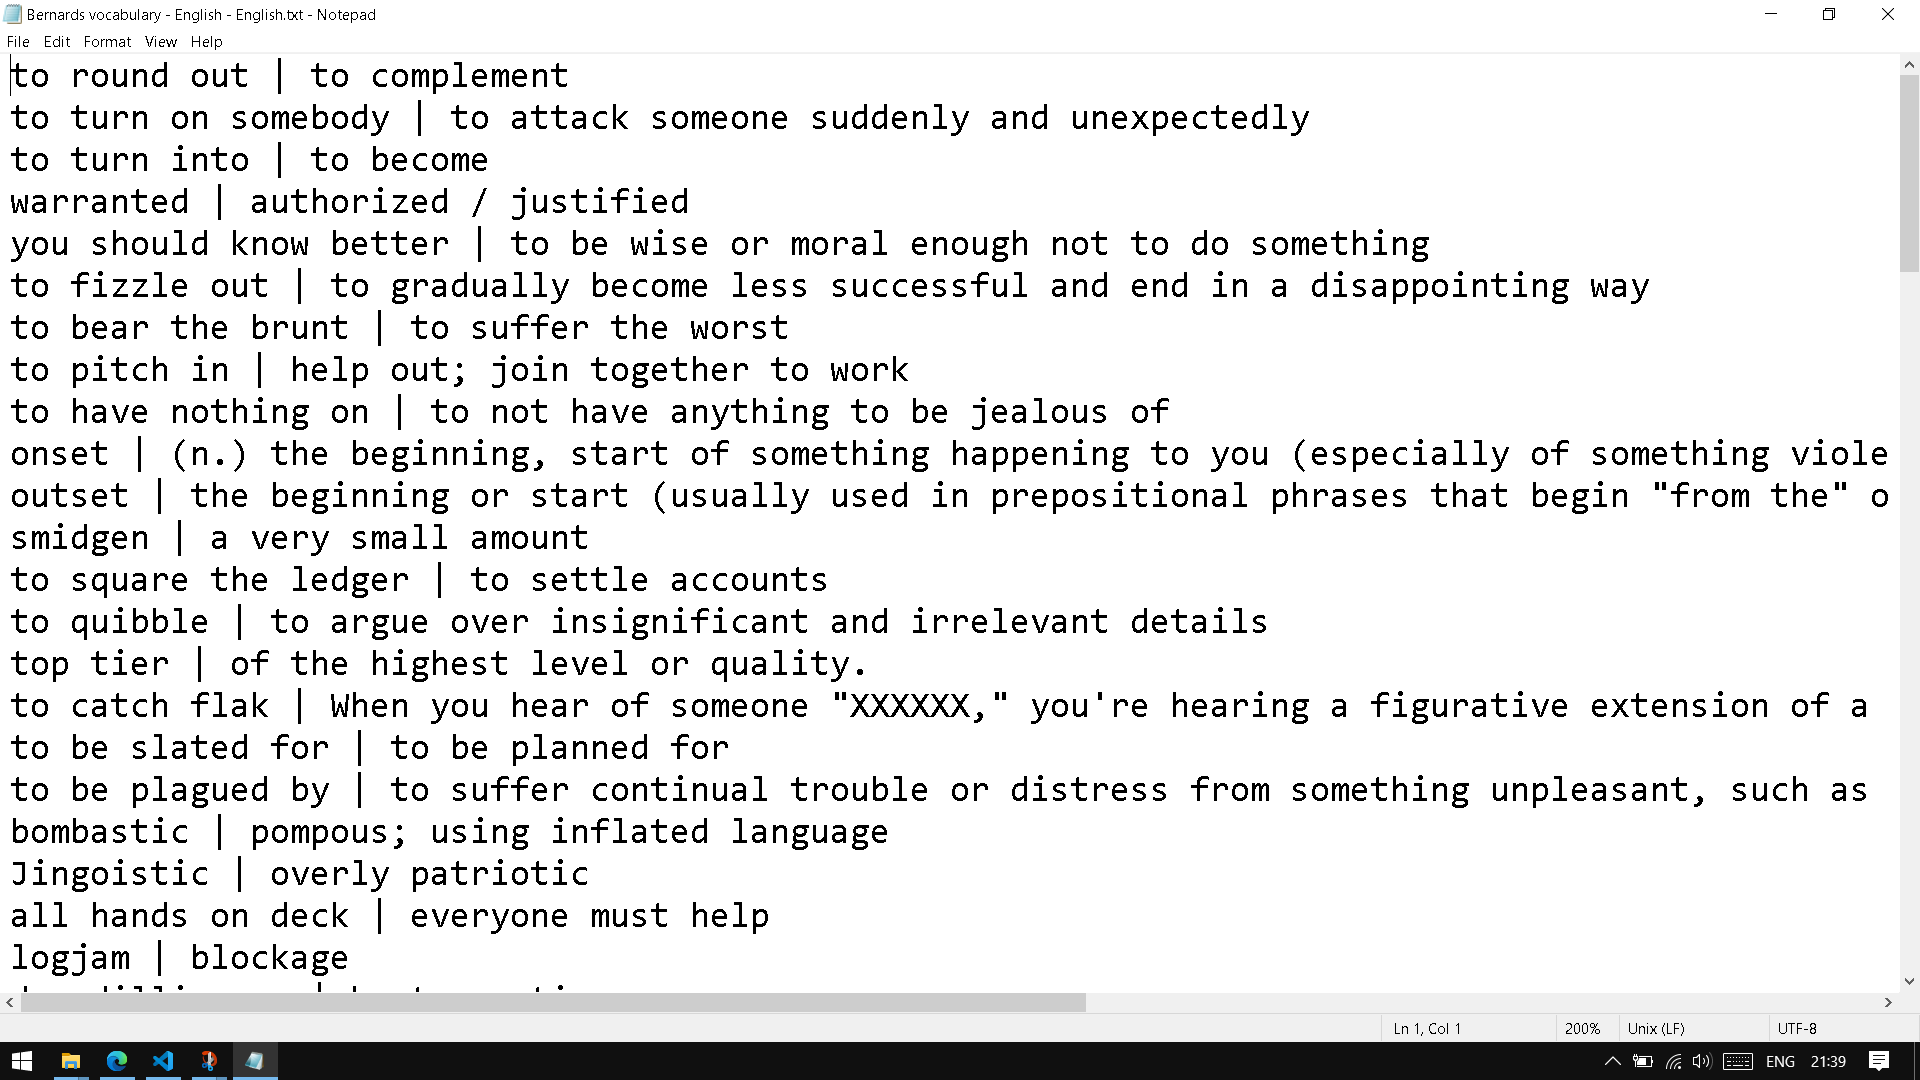 Bernards vocabulary - English - English.txt - Notepad
File Edit Format View Help
to round out | to complement
to turn on somebody | to attack someone suddenly and unexpectedly
to turn into | to become
warranted | authorized / justified
you should know better | to be wise or moral enough not to do something
to fizzle out | to gradually become less successful and end in a disappointing way
to bear the brunt | to suffer the worst
to pitch in | help out; join together to work
to have nothing on | to not have anything to be jealous of
onset | (n.) the beginning, start of something happening to you (especially of something viole
outset | the beginning or start (usually used in prepositional phrases that begin "from the" o
smidgen | a very small amount
to square the ledger | to settle accounts
to quibble | to argue over insignificant and irrelevant details
top tier | of the highest level or quality.
to catch flak | When you hear of someone "XXXXXX," you're hearing a figurative extension of a
to be slated for | to be planned for
to be plagued by | to suffer continual trouble or distress from something unpleasant, such as
bombastic | pompous; using inflated language
Jingoistic | overly patriotic
all hands on deck | everyone must help
logjam | blockage
Ln 1, Col 1 200% Unix (LF) UTF-8
ENG 21:39